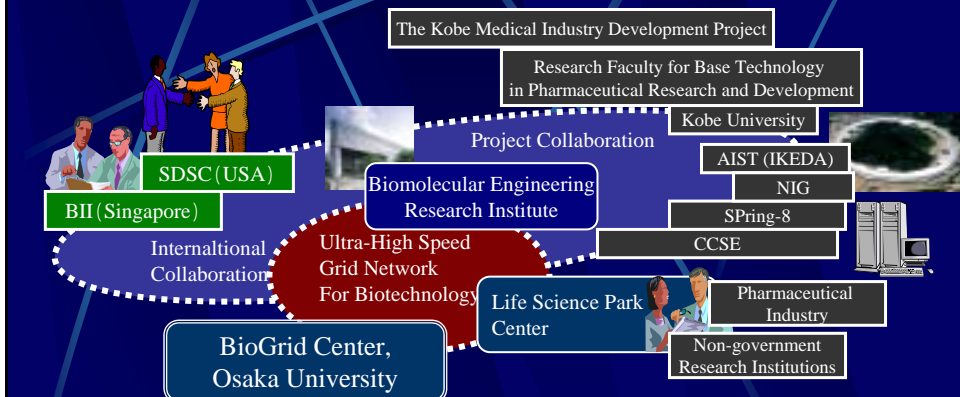 The Kobe Medical Industry Development Project
Research Faculty for Base Technology
in Pharmaceutical Research and Development
Kobe University
Project Collaboration
AIST (IKEDA)
SDSC(USA)
NIG
Biomolecular Engineering
Research Institute
BII(Singapore)
SPring-8
CCSE
Internaltional
Collaboration
Ultra-High Speed
Grid Network
For Biotechnology
Life Science Park
Center
Pharmaceutical
Industry
BioGrid Center,
Osaka University
Non-government
Research Institutions